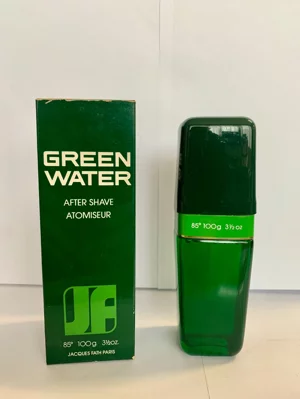 GREEN
WATER
AFTER SHAVE
ATOMISEUR
JF
85° 100g 3½oz.
JACQUES FATH PARIS
85° 100g 3½oz